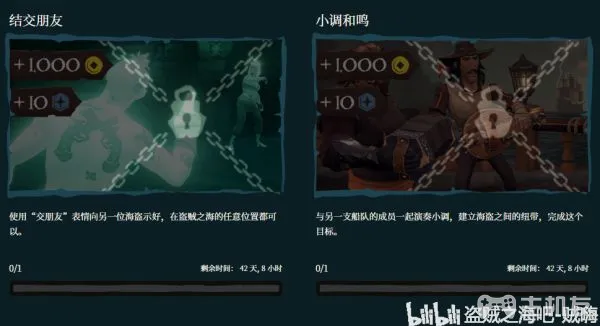 结交朋友
+1,000
+10
使用“交朋友”表情向另一位海盗示好，在盗贼之海的任意位置都可
以。
0/1
剩余时间： 42 天, 8 小时
小调和鸣
+1,000
+10
与另一支船队的成员一起演奏小调，建立海盗之间的纽带，完成这个
目标。
0/1
剩余时间： 42 天, 8 小时
bilibili 盗贼之海吧-贼嗨
主机友